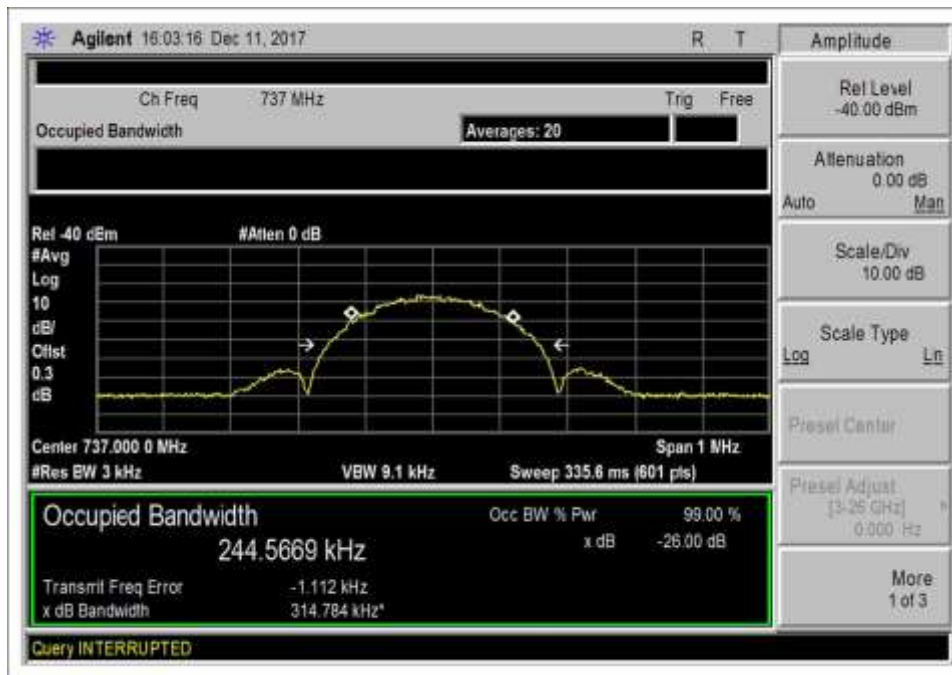 Agilent 16:03:16 Dec 11, 2017 R T
Amplitude
Ch Freq 737 MHz Trig Free
Occupied Bandwidth Averages: 20
Ref Level
-40.00 dBm
Attenuation
0.00 dB
Auto Man
Scale/Div
10.00 dB
Scale Type
Log Lin
Presel Center
Presel Adjust
[3-26 GHz]
0.000 Hz
More
1 of 3
Ref -40 dBm #Atten 0 dB
#Avg
Log
10
dB/
Offst
0.3
dB
Center 737.000 0 MHz Span 1 MHz
#Res BW 3 kHz VBW 9.1 kHz Sweep 335.6 ms (601 pts)
Occupied Bandwidth Occ BW % Pwr 99.00 %
244.5669 kHz x dB -26.00 dB
Transmit Freq Error -1.112 kHz
x dB Bandwidth 314.784 kHz*
Query INTERRUPTED